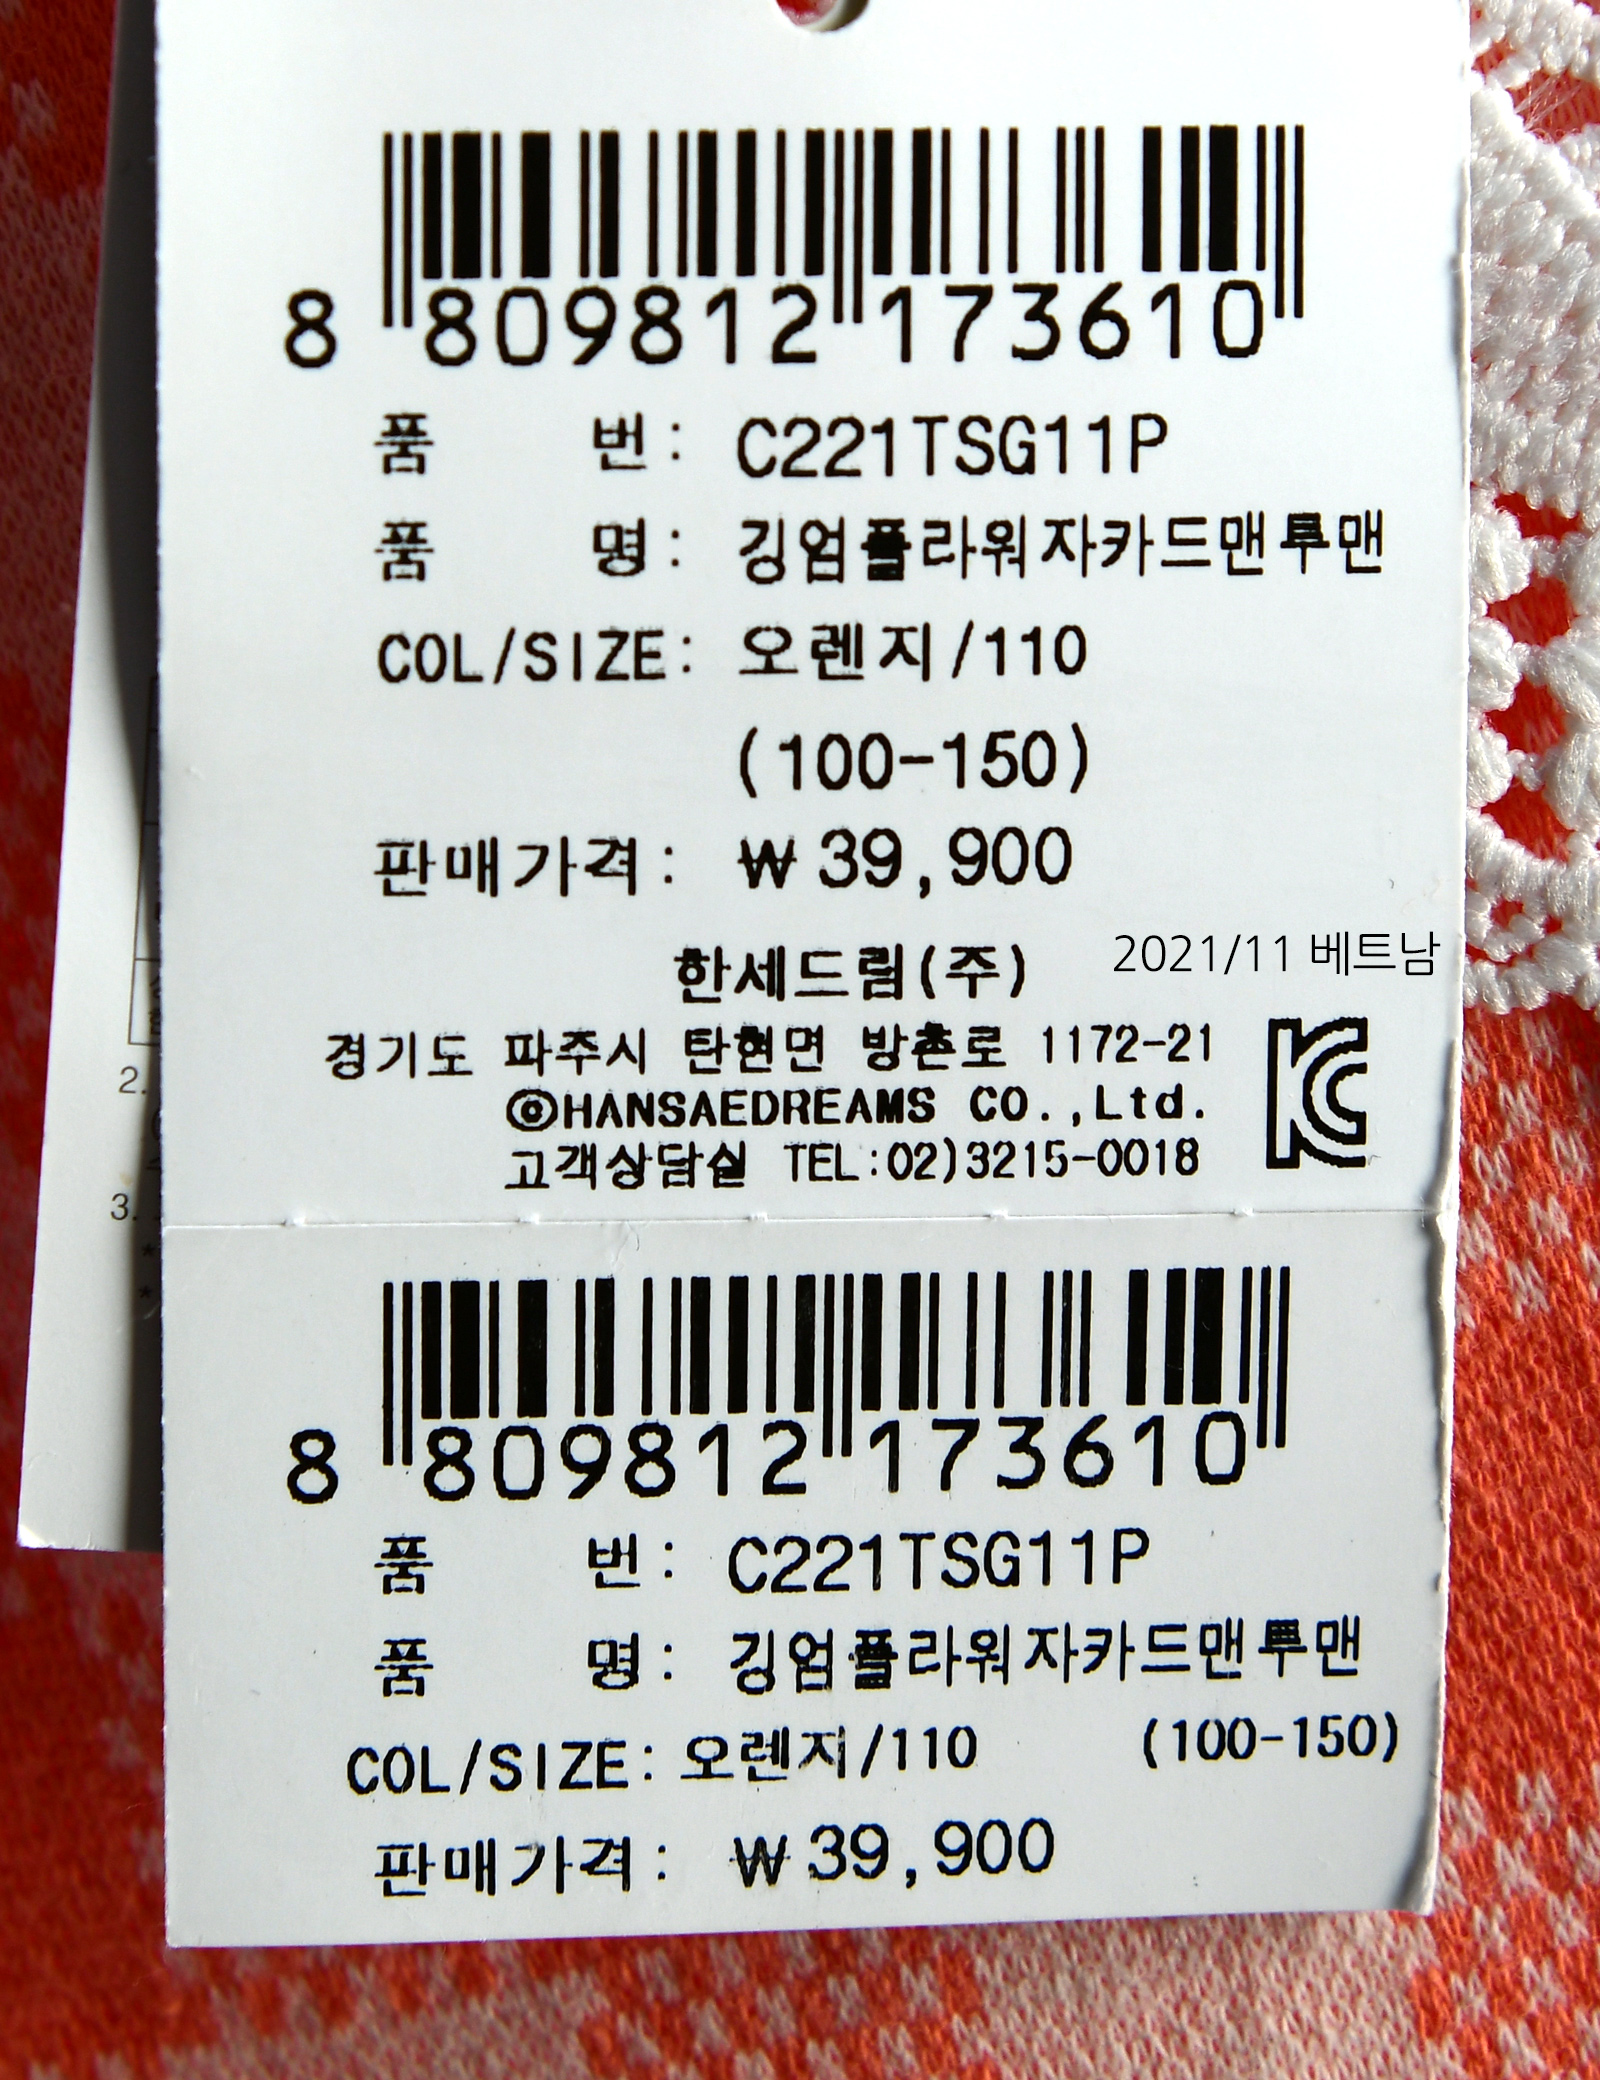 8 809812 173610
품 번: C221TSG11P
품 명: 깅엄플라워자카드맨투맨
COL/SIZE: 오렌지/110
(100-150)
판매가격: ₩39,900
한세드림(주)
2021/11 베트남
경기도 파주시 탄현면 방촌로 1172-21
ⓒHANSAEDREAMS CO.,Ltd.
고객상담실 TEL:02)3215-0018
8 809812 173610
품 번: C221TSG11P
품 명: 깅엄플라워자카드맨투맨
COL/SIZE: 오렌지/110 (100-150)
판매가격: ₩39,900
2.
3.
*
*